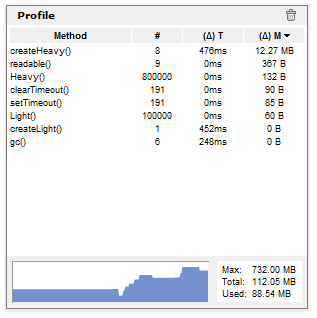 Profile
Method # (Δ) T (Δ) M
createHeavy() 8 476ms 12.27 MB
readable() 9 0ms 367 B
Heavy() 800000 0ms 132 B
clearTimeout() 191 0ms 90 B
setTimeout() 191 0ms 85 B
Light() 100000 0ms 60 B
createLight() 1 452ms 0 B
gc() 6 248ms 0 B
Max: 732.00 MB
Total: 112.05 MB
Used: 88.54 MB